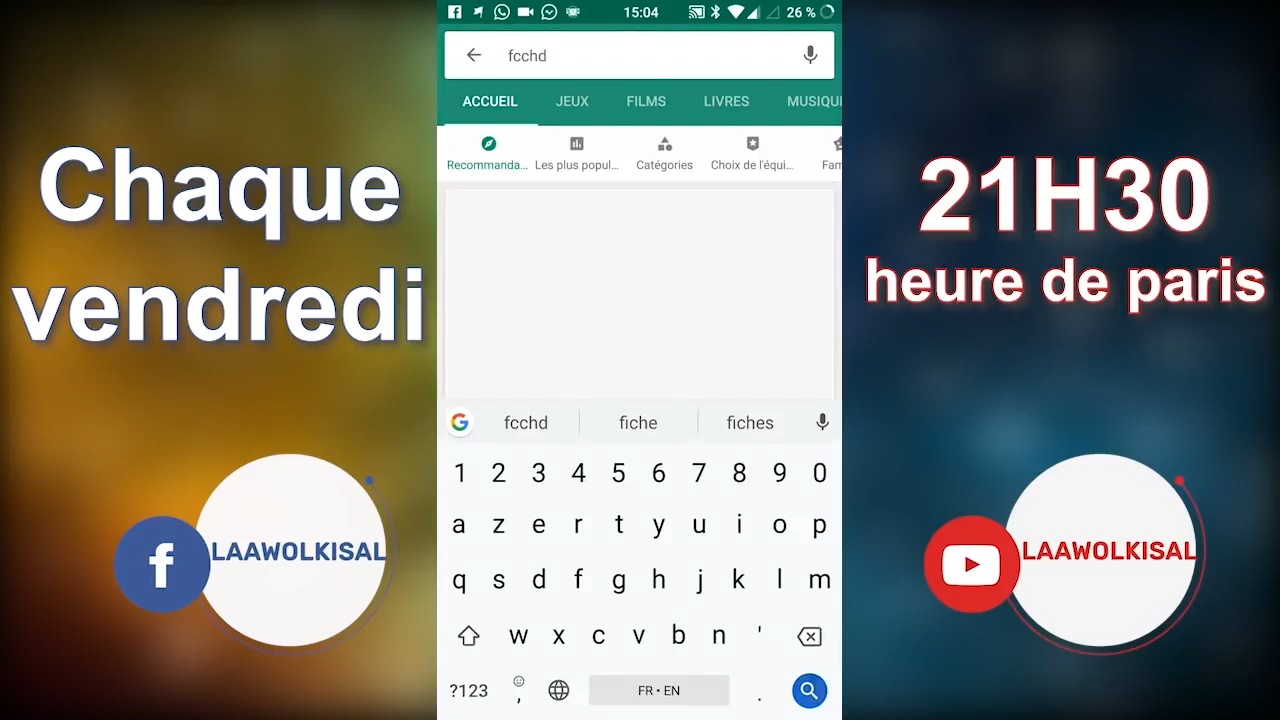 Chaque
vendredi
LAAWOLKISAL
15:04
26 %
fcchd
ACCUEIL JEUX FILMS LIVRES MUSIQU
Recommanda... Les plus popul... Catégories Choix de l'équi... Fam
fcchd fiche fiches
1 2 3 4 5 6 7 8 9 0
a z e r t y u i o p
q s d f g h j k l m
w x c v b n '
?123 , FR • EN .
21H30
heure de paris
LAAWOLKISAL